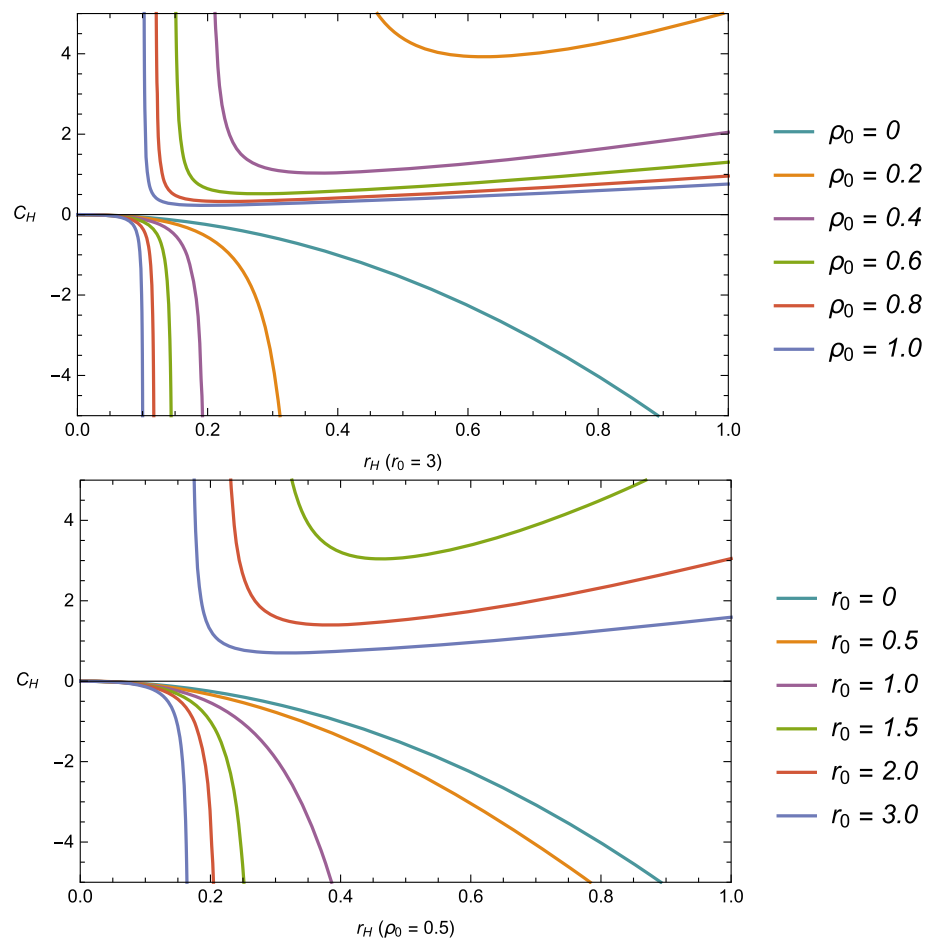 4
2
0
−2
−4
C_H
0.0 0.2 0.4 0.6 0.8 1.0
r_H (r_0 = 3)
ρ_0 = 0
ρ_0 = 0.2
ρ_0 = 0.4
ρ_0 = 0.6
ρ_0 = 0.8
ρ_0 = 1.0
4
2
0
−2
−4
C_H
0.0 0.2 0.4 0.6 0.8 1.0
r_H (ρ_0 = 0.5)
r_0 = 0
r_0 = 0.5
r_0 = 1.0
r_0 = 1.5
r_0 = 2.0
r_0 = 3.0